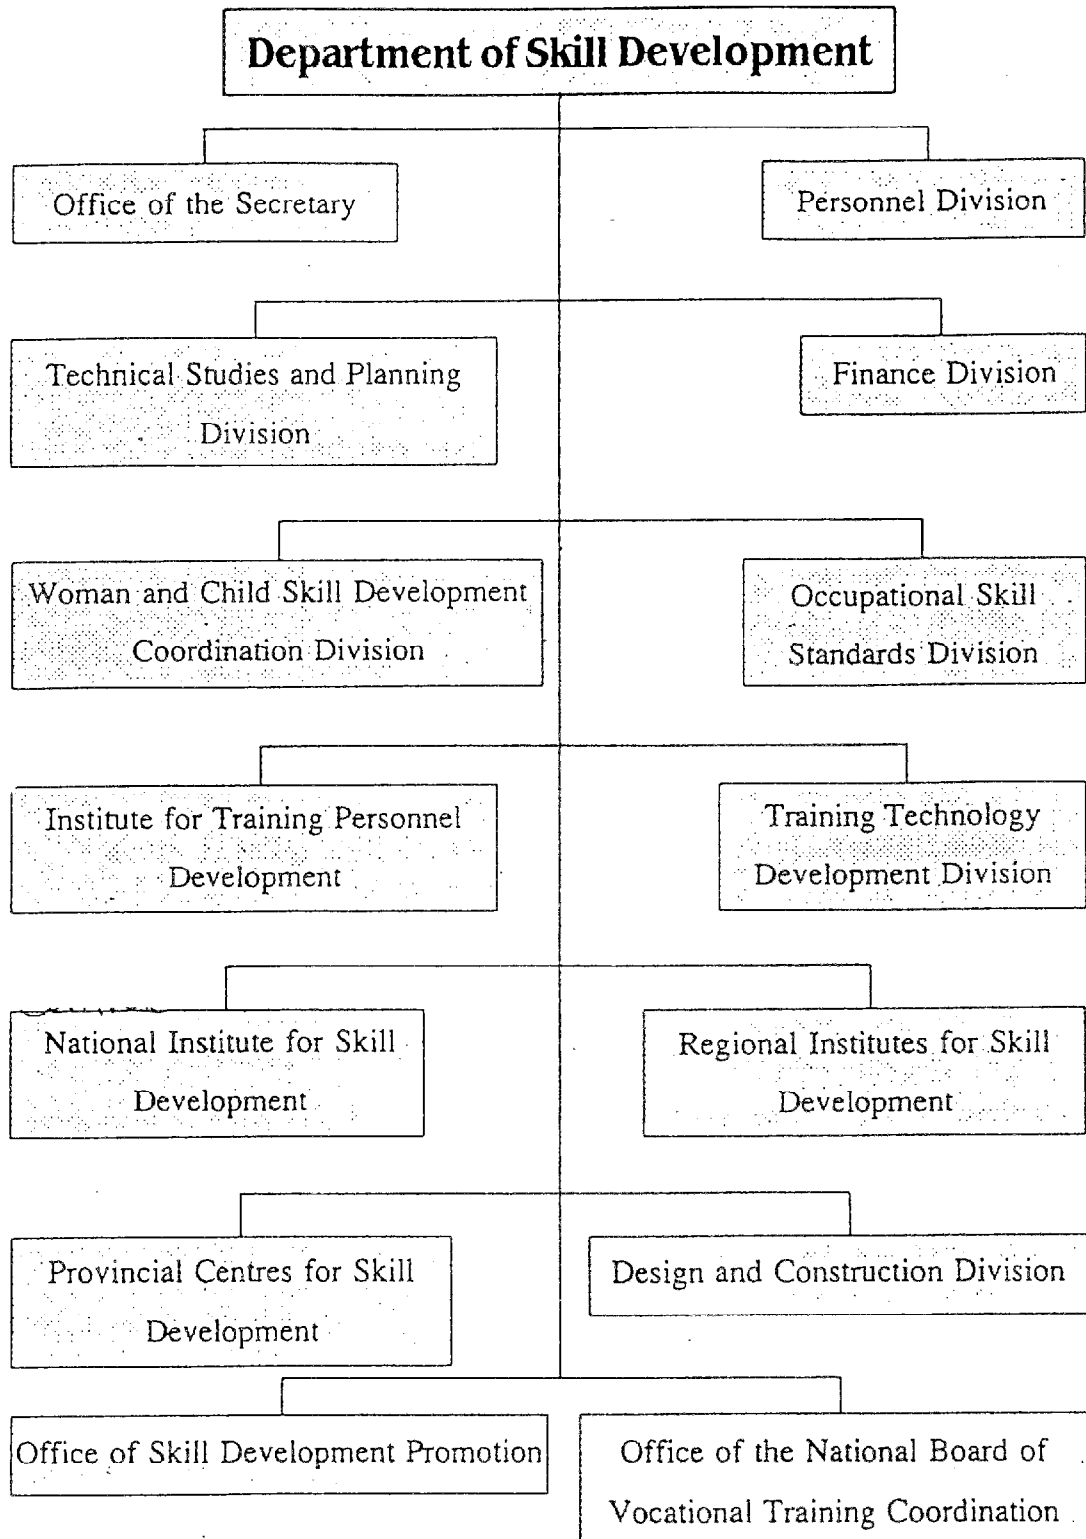 Department of Skill Development
Office of the Secretary
Personnel Division
Technical Studies and Planning
Division
Finance Division
Woman and Child Skill Development
Coordination Division
Occupational Skill
Standards Division
Institute for Training Personnel
Development
Training Technology
Development Division
National Institute for Skill
Development
Regional Institutes for Skill
Development
Provincial Centres for Skill
Development
Design and Construction Division
Office of Skill Development Promotion
Office of the National Board of
Vocational Training Coordination